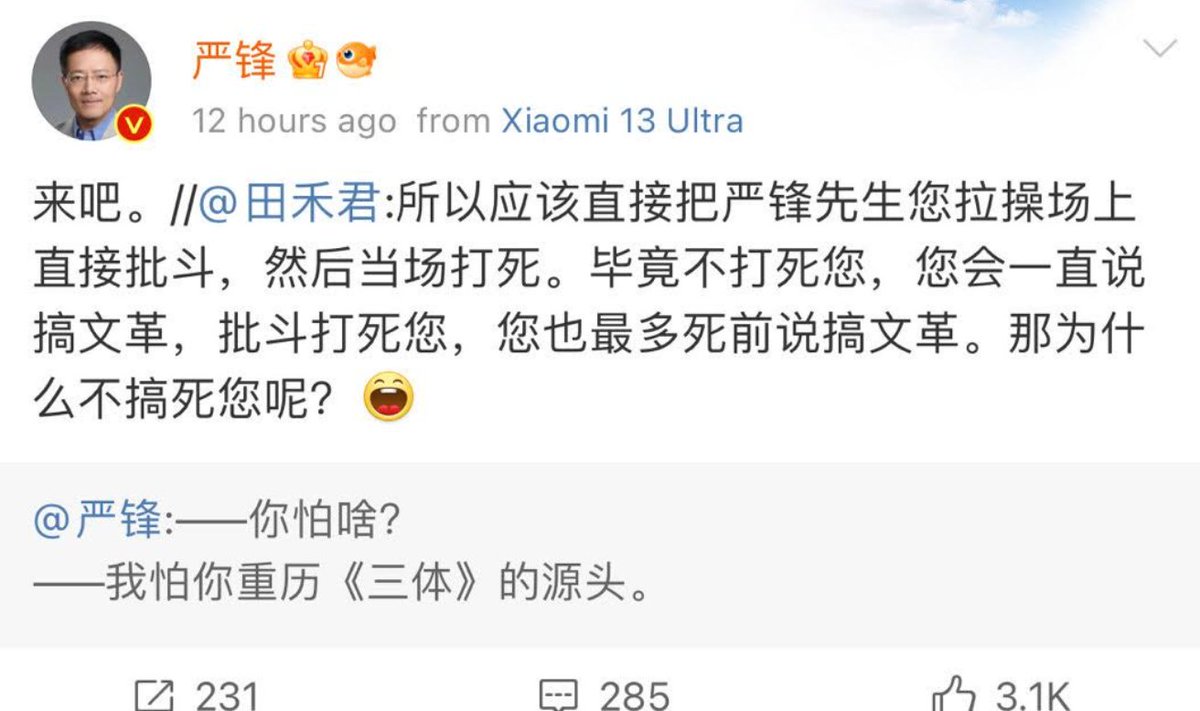 严锋
12 hours ago from Xiaomi 13 Ultra
来吧。//@田禾君:所以应该直接把严锋先生您拉操场上
直接批斗，然后当场打死。毕竟不打死您，您会一直说
搞文革，批斗打死您，您也最多死前说搞文革。那为什
么不搞死您呢？
@严锋:——你怕啥？
——我怕你重历《三体》的源头。
231
285
3.1K